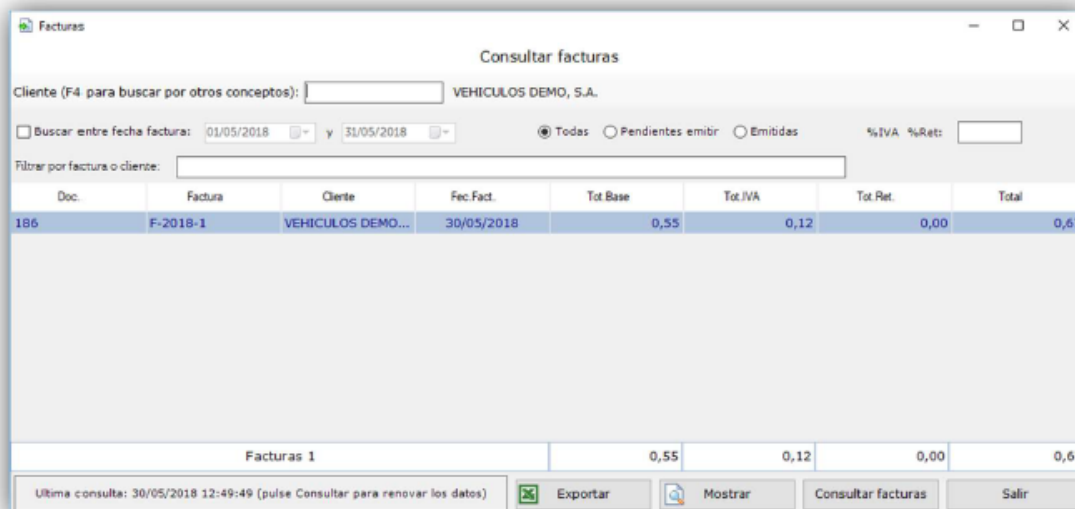 Facturas
Consultar facturas
Cliente (F4 para buscar por otros conceptos): VEHICULOS DEMO, S.A.
Buscar entre fecha factura: 01/05/2018 y 31/05/2018 Todas Pendientes emitir Emitidas %IVA %Ret:
Filtrar por factura o cliente:
Doc. Factura Cliente Fec.Fact. Tot.Base Tot.IVA Tot.Ret. Total
186 F-2018-1 VEHICULOS DEMO... 30/05/2018 0,55 0,12 0,00 0,6
Facturas 1 0,55 0,12 0,00 0,6
Ultima consulta: 30/05/2018 12:49:49 (pulse Consultar para renovar los datos) Exportar Mostrar Consultar facturas Salir